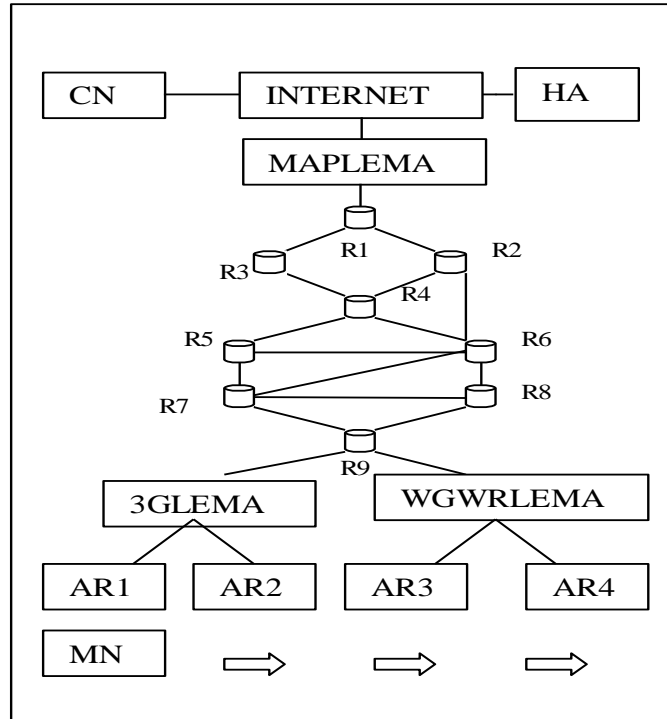 CN INTERNET HA
MAPLEMA
R1
R3 R2
R4
R5 R6
R7 R8
R9
3GLEMA WGWRLEMA
AR1 AR2 AR3 AR4
MN